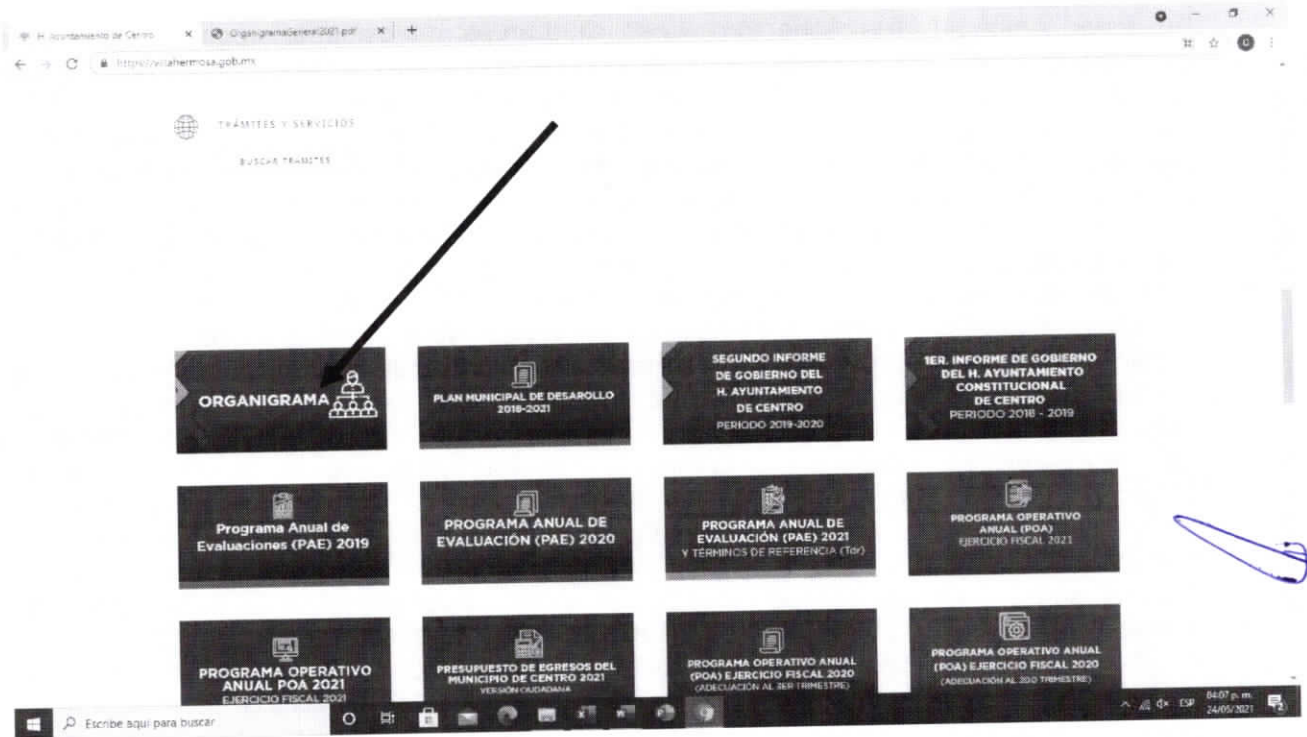 H. Ayuntamiento de Centro
OrganigramaGeneral2021.pdf
https://villahermosa.gob.mx
TRÁMITES Y SERVICIOS
BUSCAR TRAMITES
ORGANIGRAMA
PLAN MUNICIPAL DE DESAROLLO
2018-2021
SEGUNDO INFORME
DE GOBIERNO DEL
H. AYUNTAMIENTO
DE CENTRO
PERIODO 2019-2020
1ER. INFORME DE GOBIERNO
DEL H. AYUNTAMIENTO
CONSTITUCIONAL
DE CENTRO
PERIODO 2018 - 2019
Programa Anual de
Evaluaciones (PAE) 2019
PROGRAMA ANUAL DE
EVALUACIÓN (PAE) 2020
PROGRAMA ANUAL DE
EVALUACIÓN (PAE) 2021
Y TÉRMINOS DE REFERENCIA (Tdr)
PROGRAMA OPERATIVO
ANUAL (POA)
EJERCICIO FISCAL 2021
PROGRAMA OPERATIVO
ANUAL POA 2021
EJERCICIO FISCAL 2021
PRESUPUESTO DE EGRESOS DEL
MUNICIPIO DE CENTRO 2021
VERSIÓN CIUDADANA
PROGRAMA OPERATIVO ANUAL
(POA) EJERCICIO FISCAL 2020
(ADECUACIÓN AL 3ER TRIMESTRE)
PROGRAMA OPERATIVO ANUAL
(POA) EJERCICIO FISCAL 2020
(ADECUACIÓN AL 2DO TRIMESTRE)
Escribe aquí para buscar
ESP
04:07 p. m.
24/05/2021